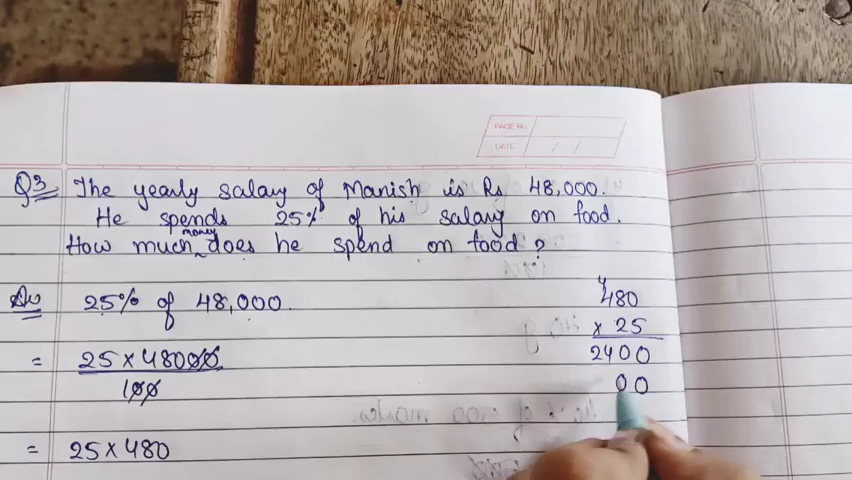 PAGE NO.
DATE / /
Q3 The yearly salary of Manish is Rs 48,000.
He spends 25% of his salary on food.
How much money does he spend on food ?
Ans 25% of 48,000
= 25 x 48000
100
= 25 x 480
4
480
x 25
2400
00